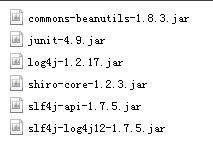 commons-beanutils-1.8.3.jar
junit-4.9.jar
log4j-1.2.17.jar
shiro-core-1.2.3.jar
slf4j-api-1.7.5.jar
slf4j-log4j12-1.7.5.jar